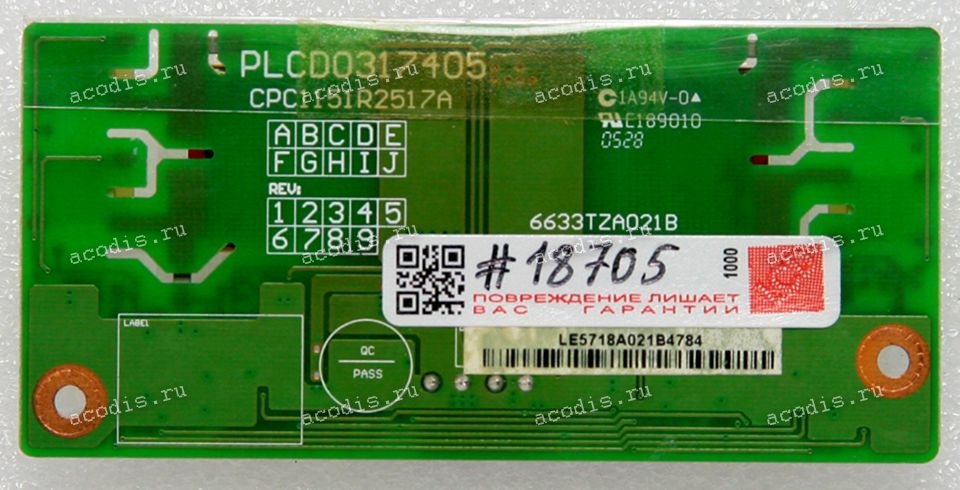 PLCD0317405
CPC1151R2517A
1A94V-0
E189010
0528
A B C D E
F G H I J
REV:
1 2 3 4 5
6 7 8 9
6633TZA021B
#18705
1000
ПОВРЕЖДЕНИЕ ЛИШАЕТ
ВАС ГАРАНТИИ
LE5718A021B4784
LABEL
QC
PASS
acodis.ru